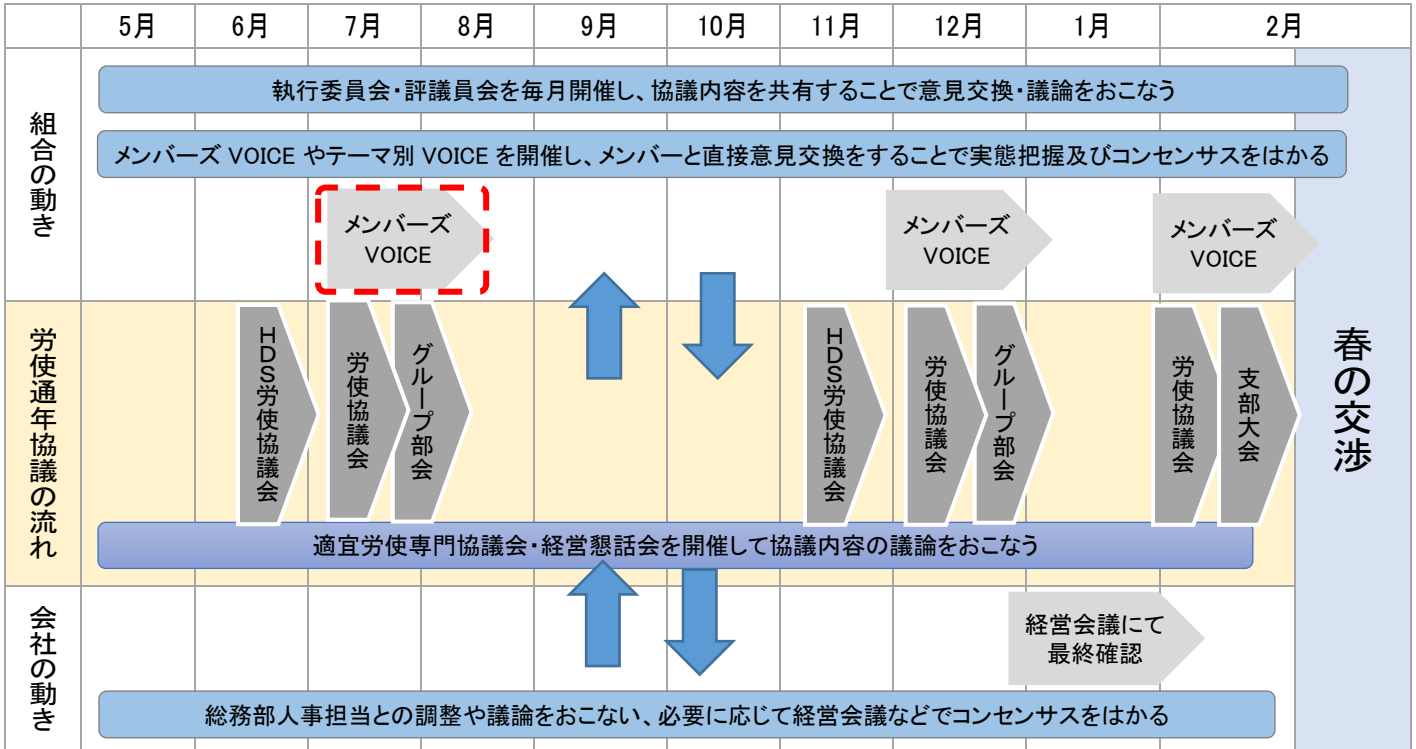 5月 6月 7月 8月 9月 10月 11月 12月 1月 2月
組合の動き
執行委員会・評議員会を毎月開催し、協議内容を共有することで意見交換・議論をおこなう
メンバーズ VOICE やテーマ別 VOICE を開催し、メンバーと直接意見交換をすることで実態把握及びコンセンサスをはかる
メンバーズ
VOICE
メンバーズ
VOICE
メンバーズ
VOICE
労使通年協議の流れ
HDS労使協議会
労使協議会
グループ部会
HDS労使協議会
労使協議会
グループ部会
労使協議会
支部大会
春の交渉
適宜労使専門協議会・経営懇話会を開催して協議内容の議論をおこなう
会社の動き
経営会議にて
最終確認
総務部人事担当との調整や議論をおこない、必要に応じて経営会議などでコンセンサスをはかる